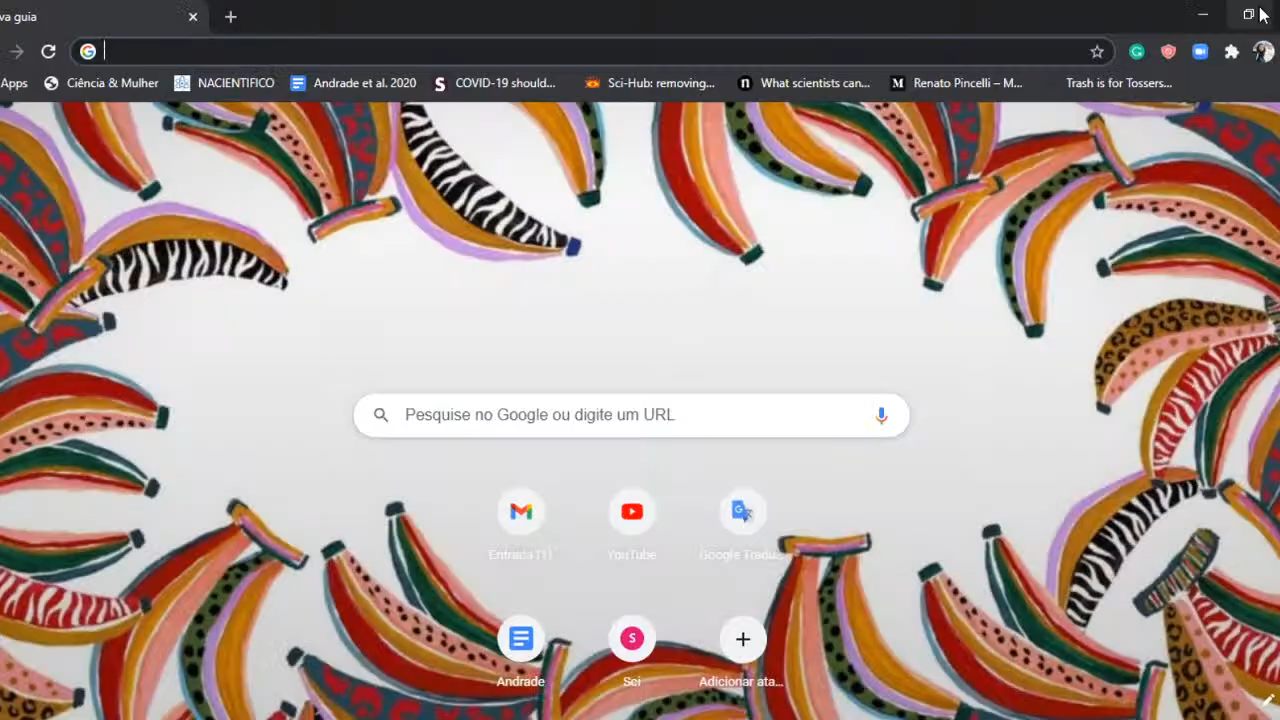 va guia
Apps Ciência & Mulher NACIENTIFICO Andrade et al. 2020 COVID-19 should... Sci-Hub: removing... What scientists can... Renato Pincelli – M... Trash is for Tossers...
Pesquise no Google ou digite um URL
Entrada (1) YouTube Google Tradu...
Andrade Sci Adicionar ata...